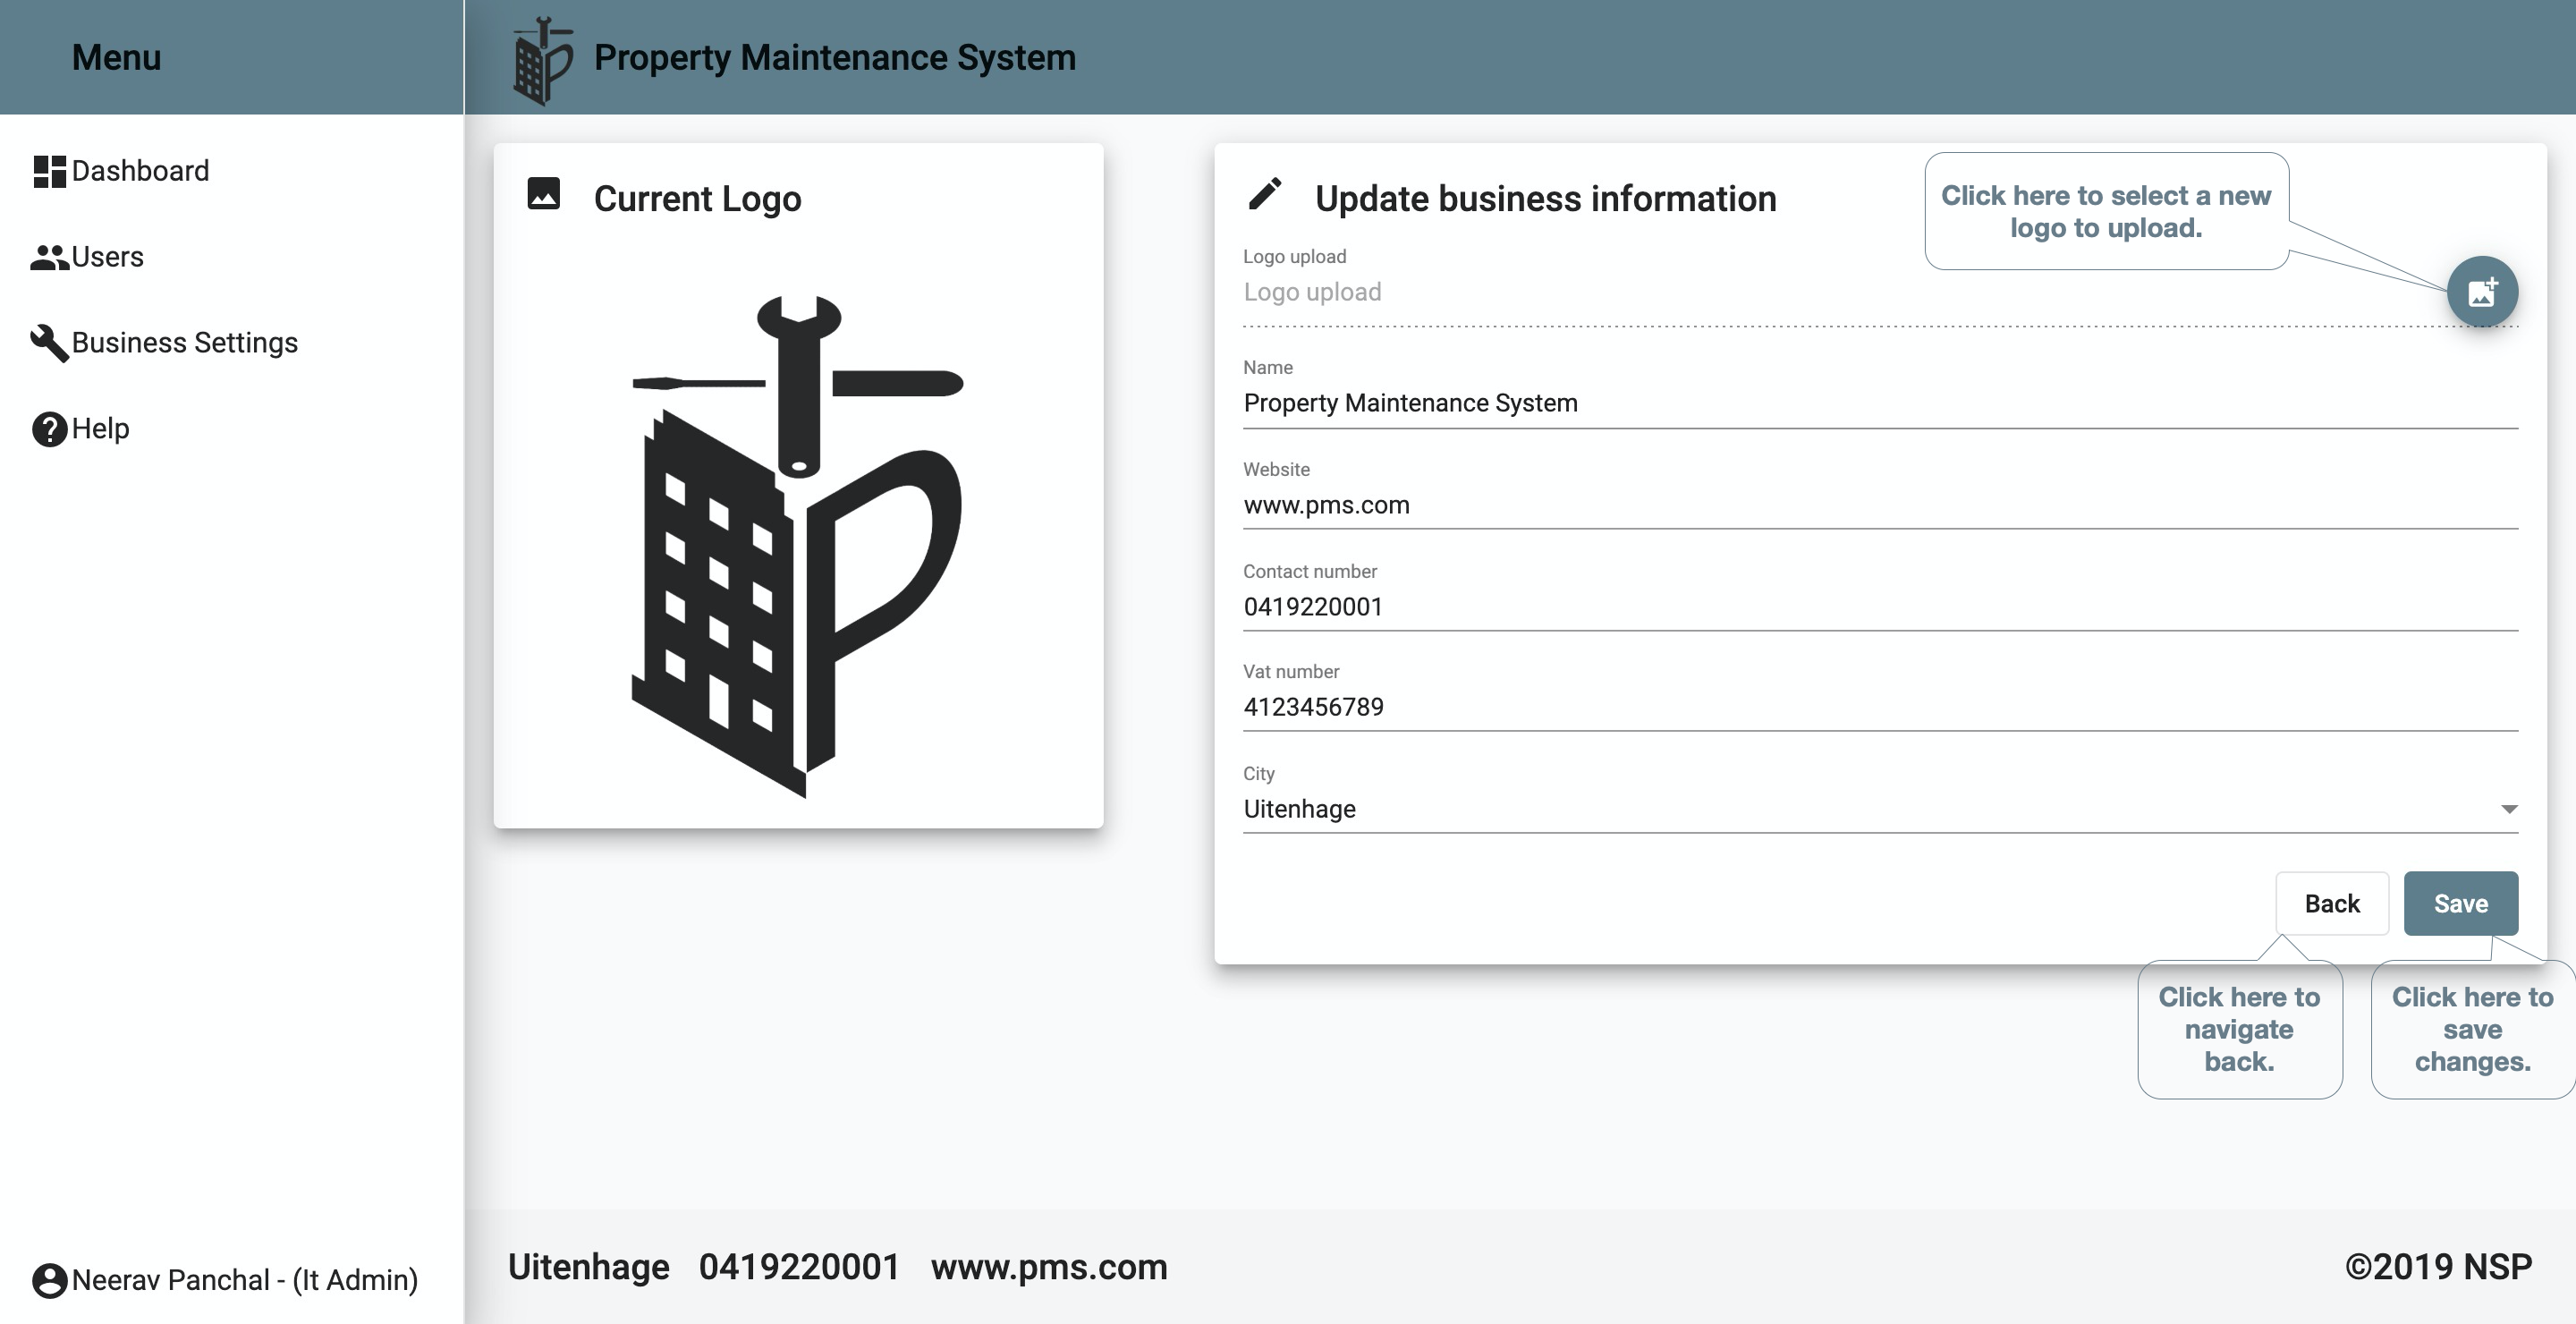 Menu
Property Maintenance System
Dashboard
Users
Business Settings
Help
Neerav Panchal - (It Admin)
Current Logo
Update business information
Click here to select a new
logo to upload.
Logo upload
Logo upload
Name
Property Maintenance System
Website
www.pms.com
Contact number
0419220001
Vat number
4123456789
City
Uitenhage
Back
Save
Click here to
navigate
back.
Click here to
save
changes.
Uitenhage 0419220001 www.pms.com
©2019 NSP